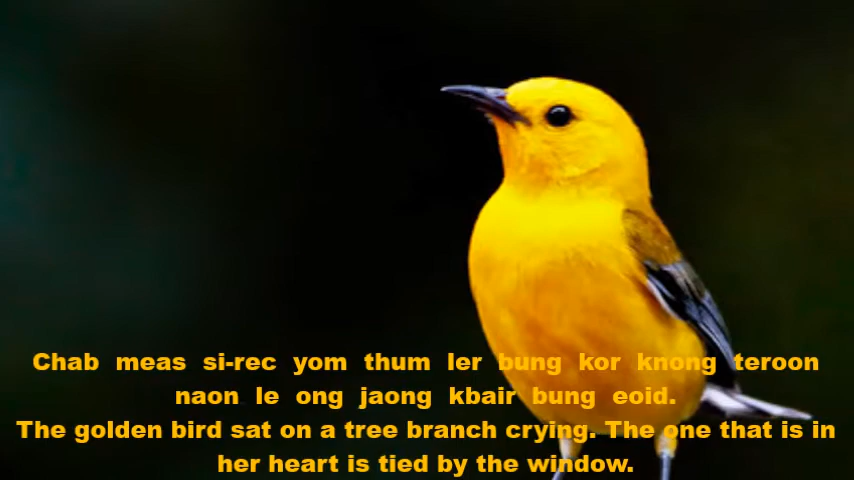 Chab meas si-rec yom thum ler bung kor knong teroon
naon le ong jaong kbair bung eoid.
The golden bird sat on a tree branch crying. The one that is in
her heart is tied by the window.